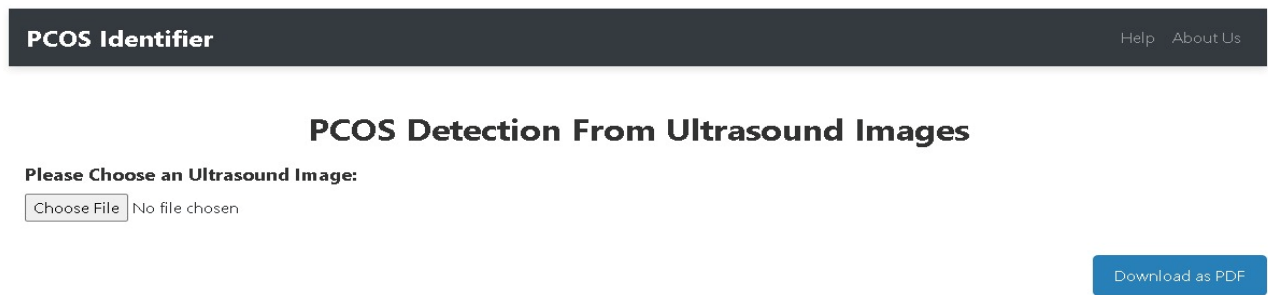 PCOS Identifier Help About Us
PCOS Detection From Ultrasound Images
Please Choose an Ultrasound Image:
Choose File No file chosen
Download as PDF